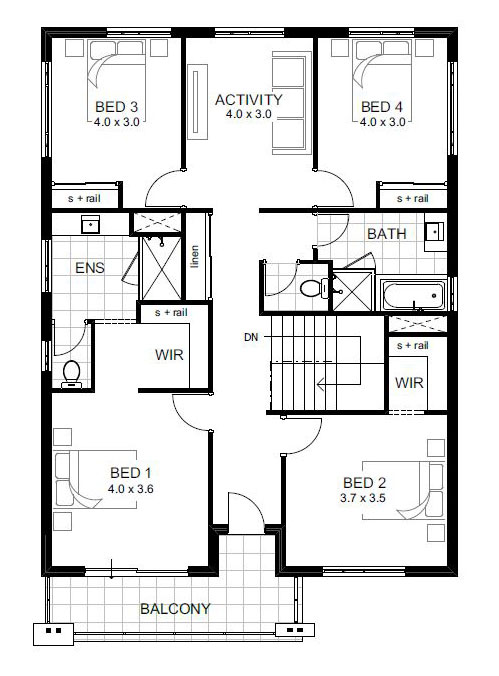 BED 3
4.0 x 3.0
ACTIVITY
4.0 x 3.0
BED 4
4.0 x 3.0
s + rail
s + rail
BATH
ENS
linen
s + rail
DN
s + rail
WIR
WIR
BED 1
4.0 x 3.6
BED 2
3.7 x 3.5
BALCONY